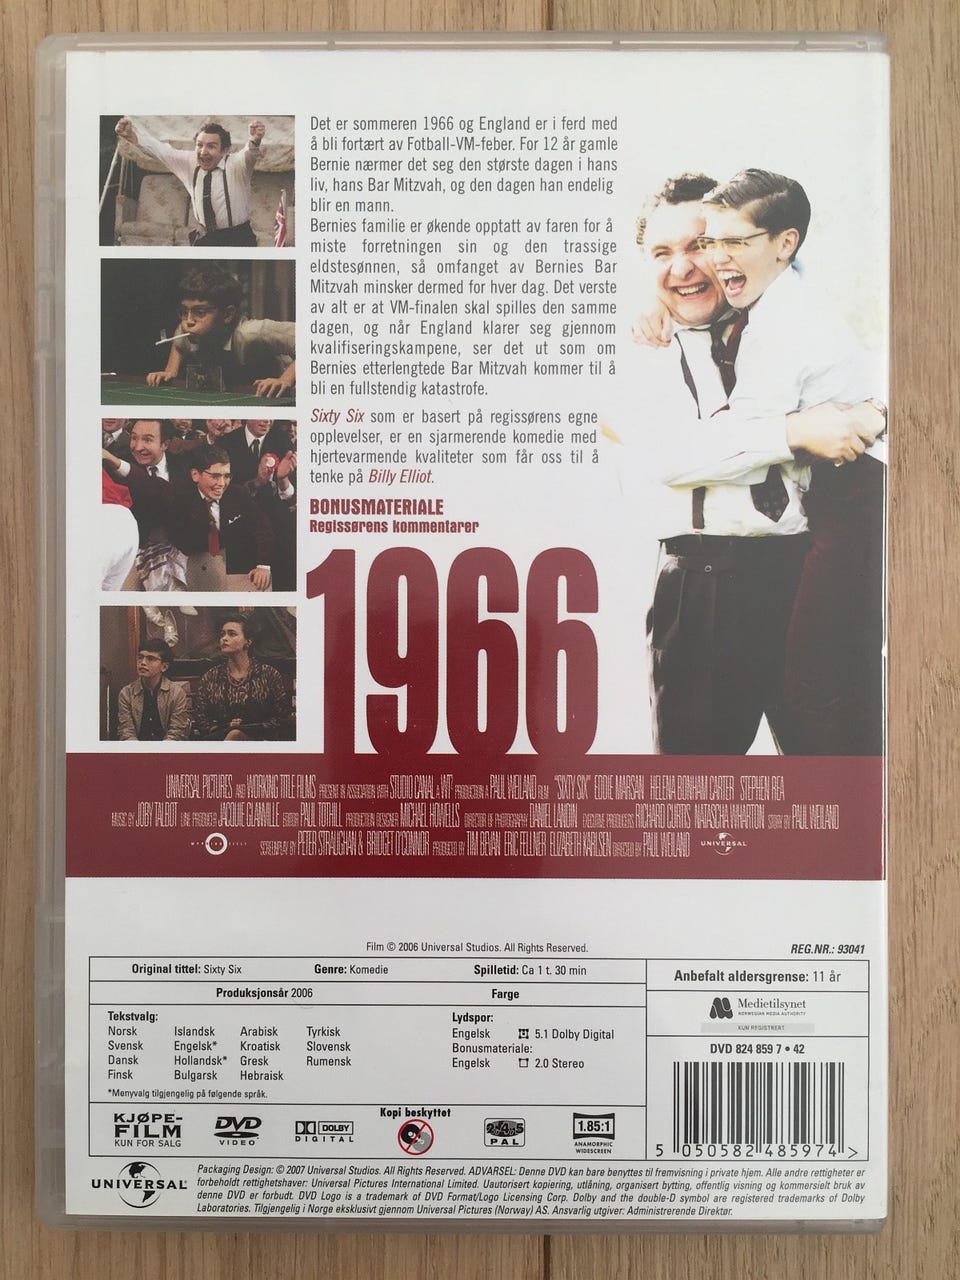 Det er sommeren 1966 og England er i ferd med
å bli fortært av Fotball-VM-feber. For 12 år gamle
Bernie nærmer det seg den største dagen i hans
liv, hans Bar Mitzvah, og den dagen han endelig
blir en mann.
Bernies familie er økende opptatt av faren for å
miste forretningen sin og den trassige
eldstesønnen, så omfanget av Bernies Bar
Mitzvah minsker dermed for hver dag. Det verste
av alt er at VM-finalen skal spilles den samme
dagen, og når England klarer seg gjennom
kvalifiseringskampene, ser det ut som om
Bernies etterlengtede Bar Mitzvah kommer til å
bli en fullstendig katastrofe.
Sixty Six som er basert på regissørens egne
opplevelser, er en sjarmerende komedie med
hjertevarmende kvaliteter som får oss til å
tenke på Billy Elliot.
BONUSMATERIALE
Regissørens kommentarer
1966
UNIVERSAL PICTURES AND WORKING TITLE FILMS PRESENT IN ASSOCIATION WITH STUDIO CANAL A WT² PRODUCTION A PAUL WEILAND FILM "SIXTY SIX" EDDIE MARSAN HELENA BONHAM CARTER STEPHEN REA
MUSIC BY JOBY TALBOT LINE PRODUCER JACQUIE GLANVILLE EDITOR PAUL TOTHILL PRODUCTION DESIGNER MICHAEL HOWELLS DIRECTOR OF PHOTOGRAPHY DANIEL LANDIN EXECUTIVE PRODUCERS RICHARD CURTIS NATASCHA WHARTON STORY BY PAUL WEILAND
SCREENPLAY BY PETER STRAUGHAN & BRIDGET O'CONNOR PRODUCED BY TIM BEVAN ERIC FELLNER ELIZABETH KARLSEN DIRECTED BY PAUL WEILAND UNIVERSAL
Film © 2006 Universal Studios. All Rights Reserved.
REG.NR.: 93041
Original tittel: Sixty Six Genre: Komedie Spilletid: Ca 1 t. 30 min
Produksjonsår 2006 Farge
Anbefalt aldersgrense: 11 år
Medietilsynet
NORWEGIAN MEDIA AUTHORITY
KUN REGISTRERT
Tekstvalg:
Norsk Islandsk Arabisk Tyrkisk
Svensk Engelsk* Kroatisk Slovensk
Dansk Hollandsk* Gresk Rumensk
Finsk Bulgarsk Hebraisk
*Menyvalg tilgjengelig på følgende språk.
Lydspor:
Engelsk 5.1 Dolby Digital
Bonusmateriale:
Engelsk 2.0 Stereo
DVD 824 859 7 • 42
5 050582 485974 >
KJØPE-
FILM
KUN FOR SALG
DVD
VIDEO
DOLBY
DIGITAL
Kopi beskyttet
2•4•5
PAL
1.85:1
ANAMORPHIC
WIDESCREEN
UNIVERSAL
Packaging Design: © 2007 Universal Studios. All Rights Reserved. ADVARSEL: Denne DVD kan bare benyttes til fremvisning i private hjem. Alle andre rettigheter er
forbeholdt rettighetshaver: Universal Pictures International Limited. Uautorisert kopiering, utlåning, organisert bytting, offentlig visning og kommersielt bruk av
denne DVD er forbudt. DVD Logo is a trademark of DVD Format/Logo Licensing Corp. Dolby and the double-D symbol are registered trademarks of Dolby
Laboratories. Tilgjengelig i Norge eksklusivt gjennom Universal Pictures (Norway) AS. Ansvarlig utgiver: Administrerende Direktør.